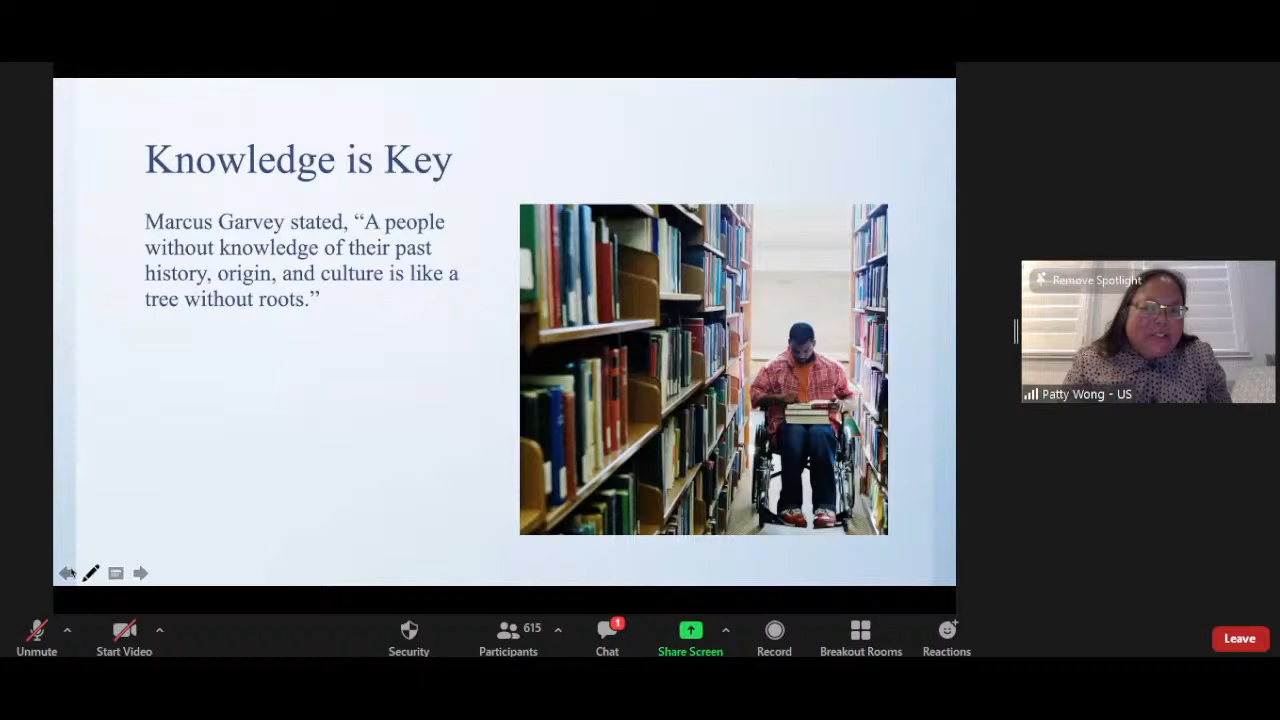 Knowledge is Key
Marcus Garvey stated, “A people
without knowledge of their past
history, origin, and culture is like a
tree without roots.”
Remove Spotlight
Patty Wong - US
615
1
Unmute
Start Video
Security
Participants
Chat
Share Screen
Record
Breakout Rooms
Reactions
Leave